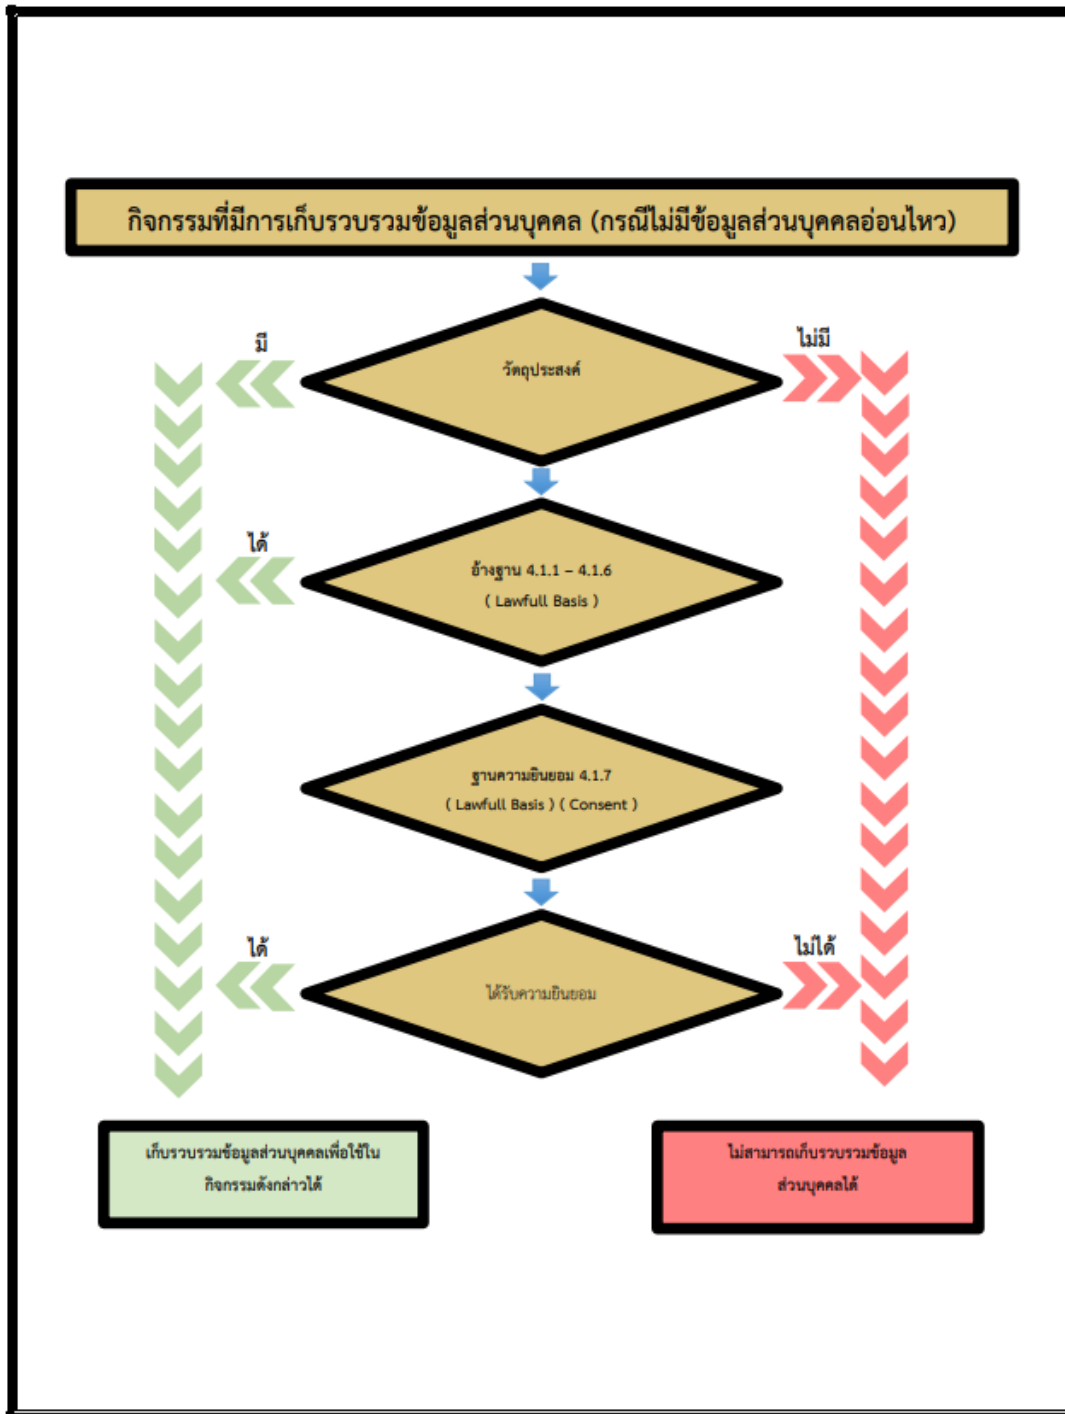 กิจกรรมที่มีการเก็บรวบรวมข้อมูลส่วนบุคคล (กรณีไม่มีข้อมูลส่วนบุคคลอ่อนไหว)
มี
ไม่มี
วัตถุประสงค์
ได้
อ้างฐาน 4.1.1 – 4.1.6
( Lawfull Basis )
ฐานความยินยอม 4.1.7
( Lawfull Basis ) ( Consent )
ได้
ไม่ได้
ได้รับความยินยอม
เก็บรวบรวมข้อมูลส่วนบุคคลเพื่อใช้ใน
กิจกรรมดังกล่าวได้
ไม่สามารถเก็บรวบรวมข้อมูล
ส่วนบุคคลได้